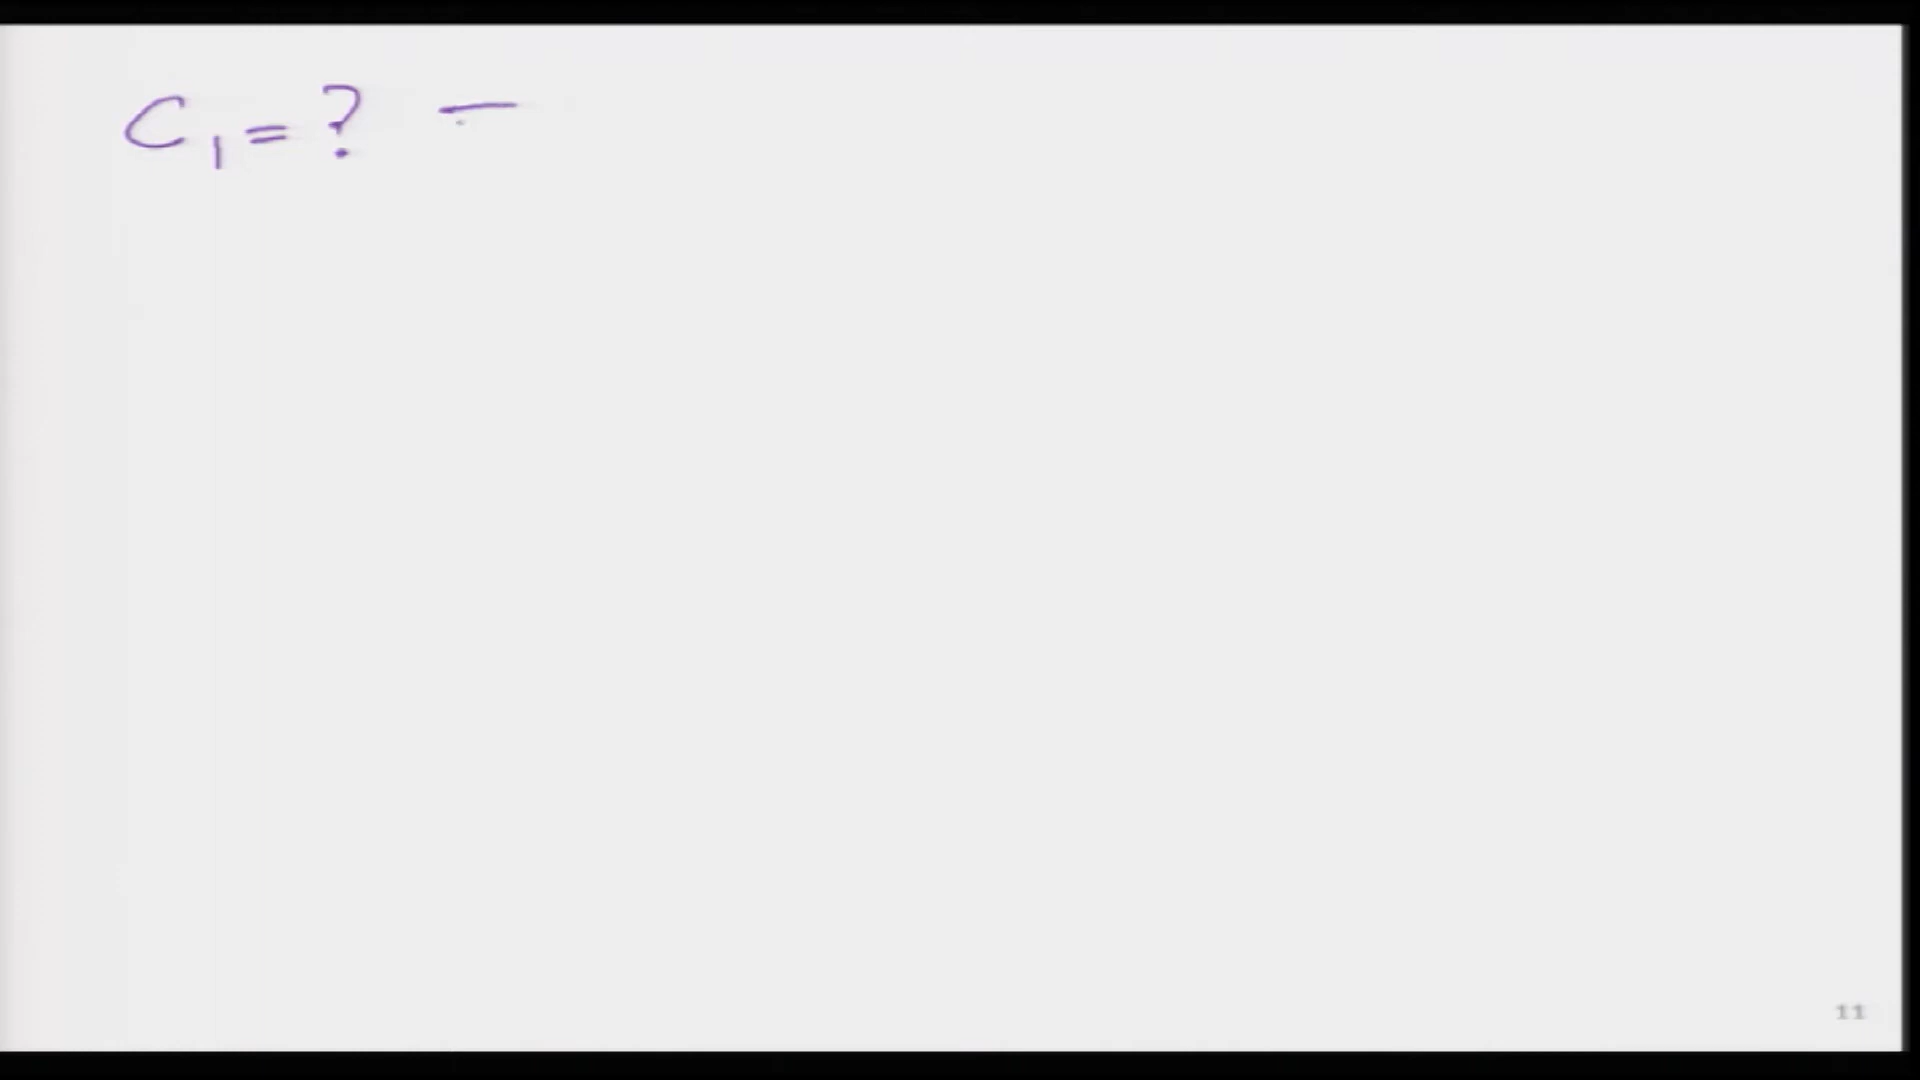 C₁ = ? —
11